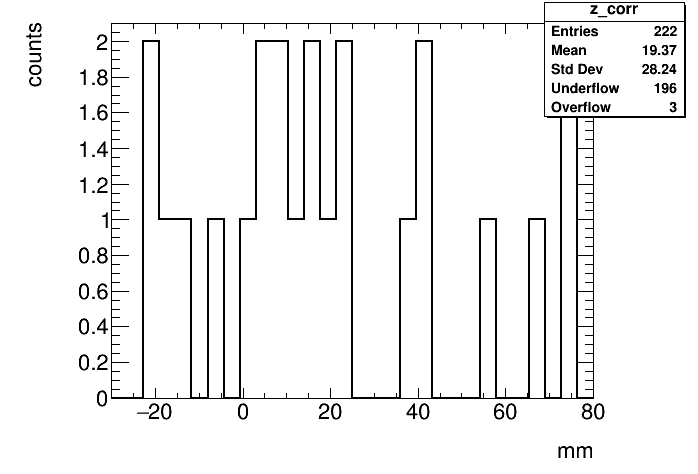 z_corr
Entries 222
Mean 19.37
Std Dev 28.24
Underflow 196
Overflow 3
counts
2
1.8
1.6
1.4
1.2
1
0.8
0.6
0.4
0.2
0
−20 0 20 40 60 80
mm